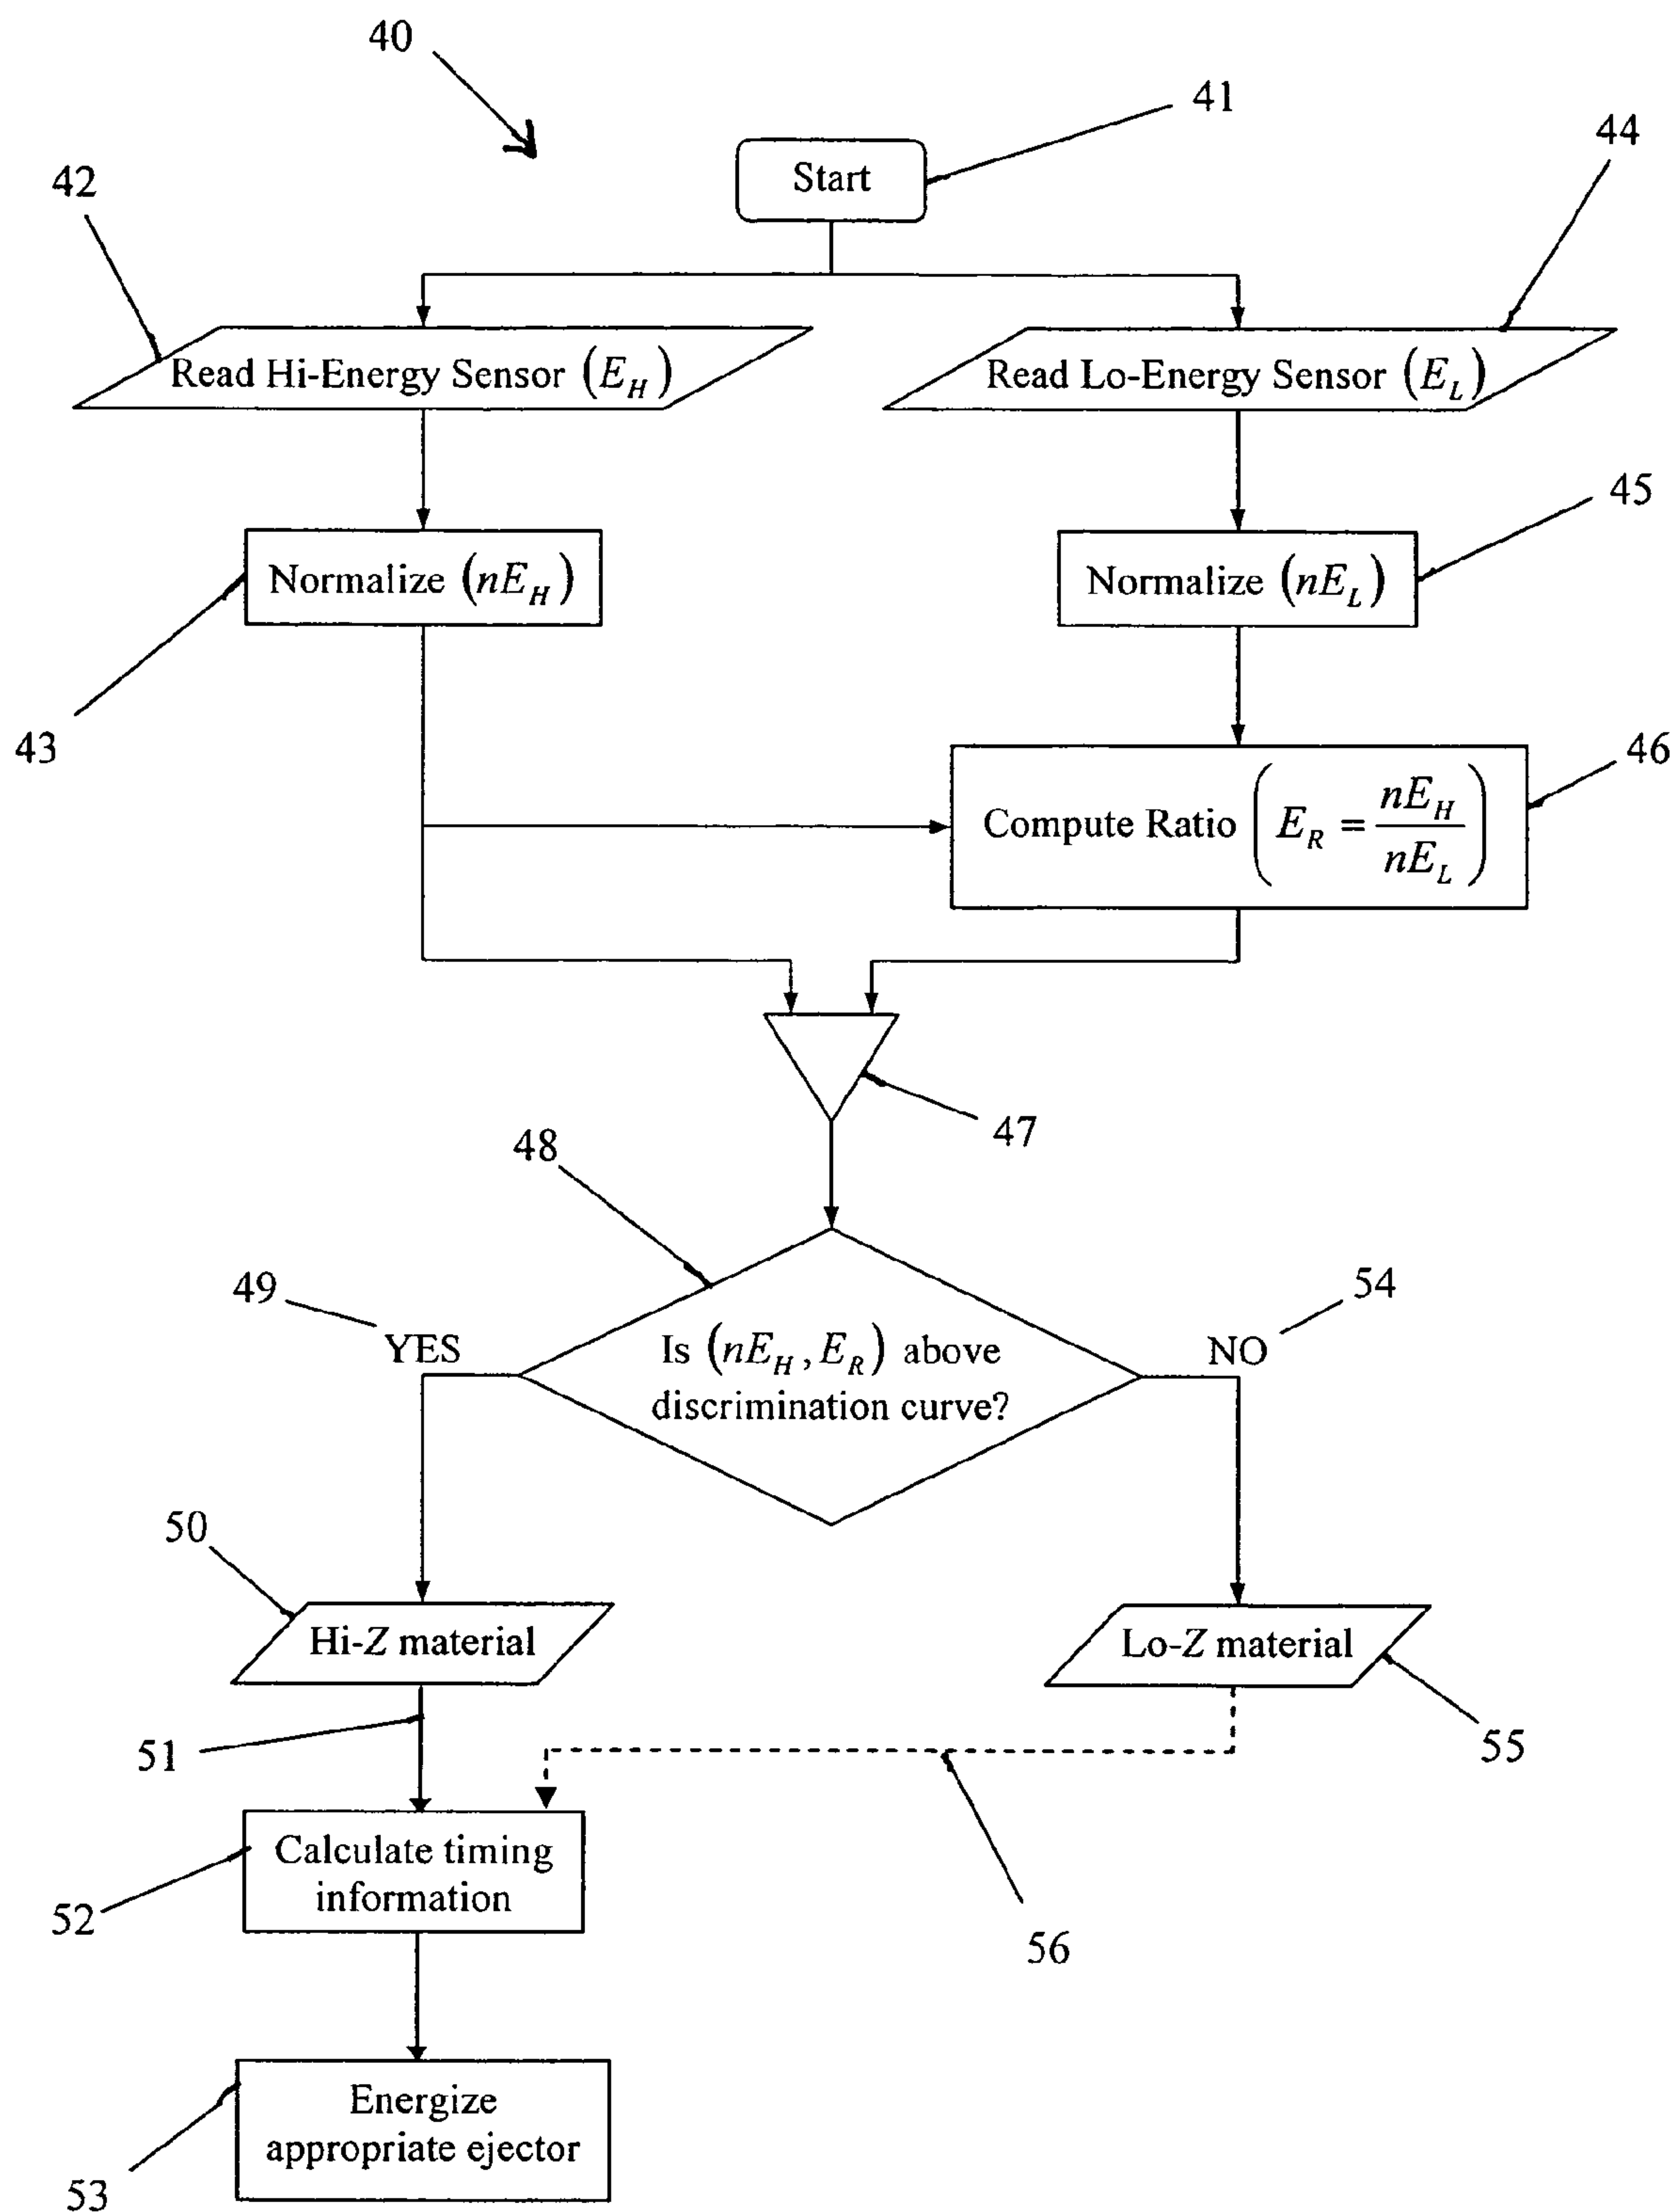 40
41
Start
44
42
Read Hi-Energy Sensor (E_H)
Read Lo-Energy Sensor (E_L)
45
Normalize (nE_H)
Normalize (nE_L)
43
46
Compute Ratio (E_R = nE_H / nE_L)
47
48
49
54
YES
NO
Is (nE_H, E_R) above
discrimination curve?
50
Hi-Z material
Lo-Z material
51
55
Calculate timing
information
52
56
Energize
appropriate ejector
53